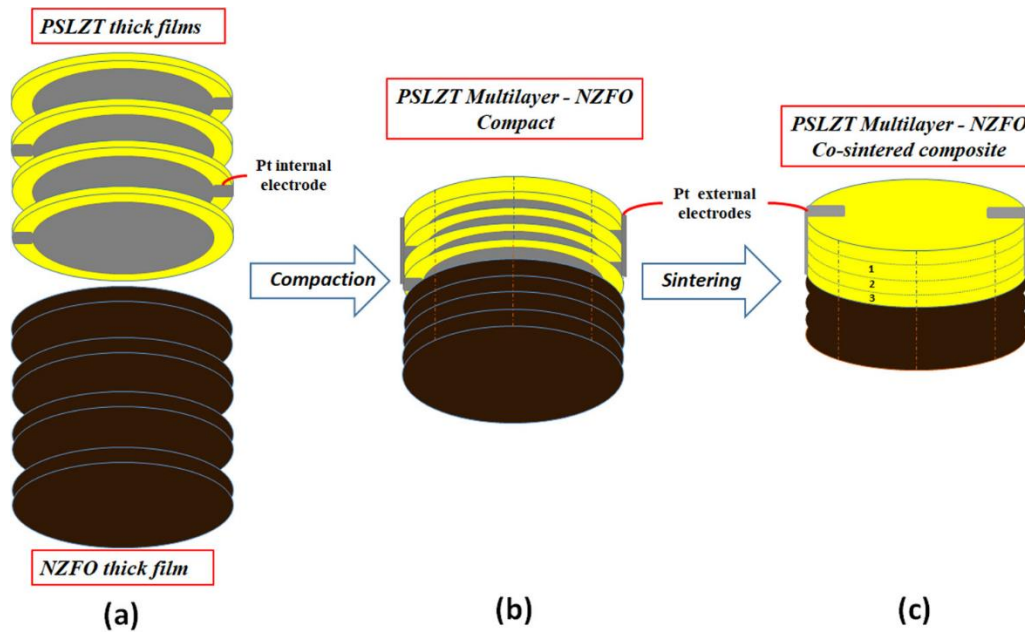 PSLZT thick films
Pt internal
electrode
NZFO thick film
(a)
Compaction
PSLZT Multilayer - NZFO
Compact
(b)
Pt external
electrodes
Sintering
PSLZT Multilayer - NZFO
Co-sintered composite
1
2
3
(c)